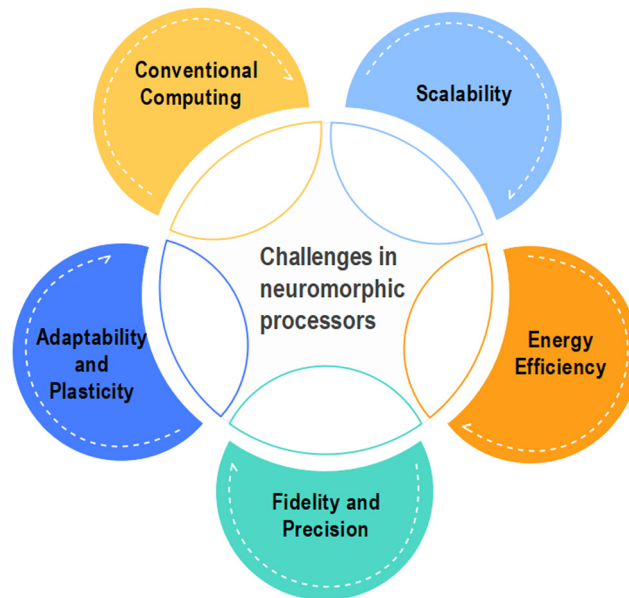 Conventional
Computing
Scalability
Challenges in
neuromorphic
processors
Adaptability
and
Plasticity
Energy
Efficiency
Fidelity and
Precision